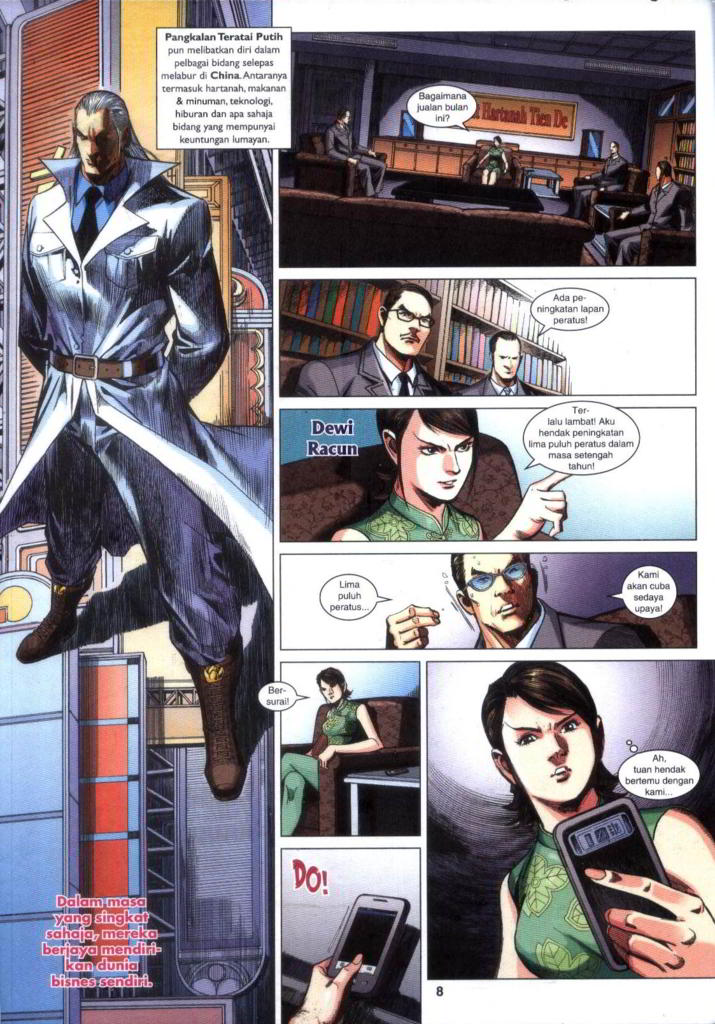 Pangkalan Teratai Putih
pun melibatkan diri dalam
pelbagai bidang selepas
melabur di China. Antaranya
termasuk hartanah, makanan
& minuman, teknologi,
hiburan dan apa sahaja
bidang yang mempunyai
keuntungan lumayan.
Bagaimana
jualan bulan
ini?
Hartanah Tien De
Ada pe-
ningkatan lapan
peratus!
Dewi
Racun
Ter-
lalu lambat! Aku
hendak peningkatan
lima puluh peratus dalam
masa setengah
tahun!
Lima
puluh
peratus...
Kami
akan cuba
sedaya
upaya!
Ber-
surai!
Ah,
tuan hendak
bertemu dengan
kami...
DO!
Dalam masa
yang singkat
sahaja, mereka
berjaya mendiri-
kan dunia
bisnes sendiri.
8